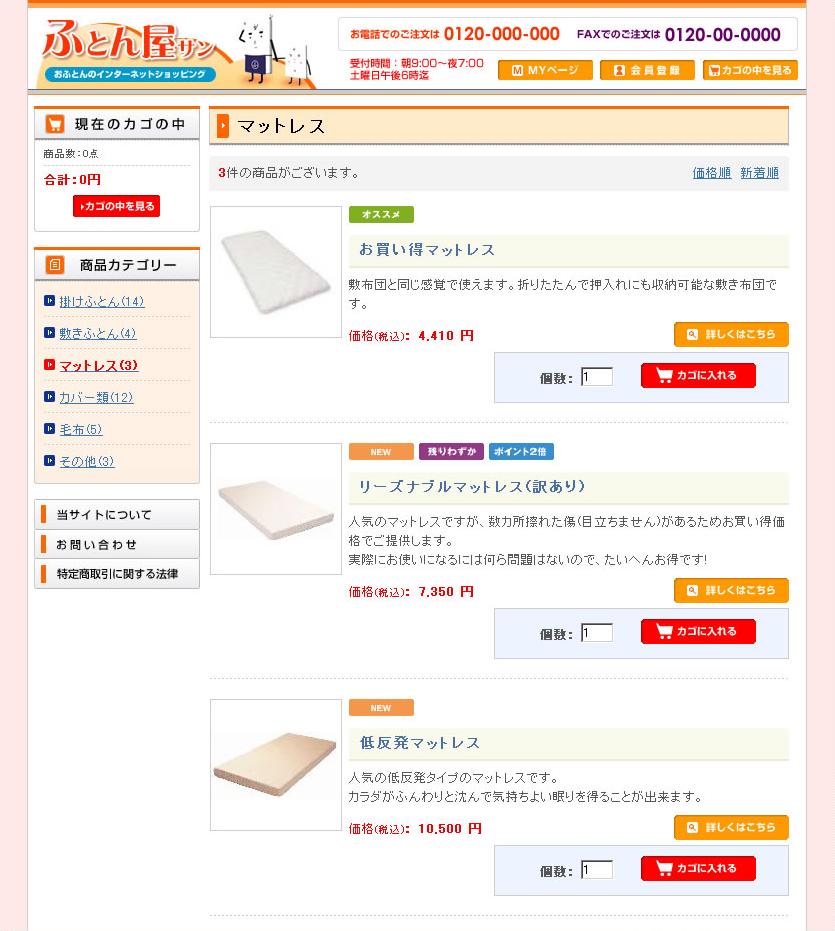 ふとん屋サン
おふとんのインターネットショッピング
お電話でのご注文は 0120-000-000 FAXでのご注文は 0120-00-0000
受付時間:朝9:00～夜7:00
土曜日午後6時迄
MYページ
会員登録
カゴの中を見る
現在のカゴの中
商品数:0点
合計:0円
カゴの中を見る
商品カテゴリー
掛けふとん(14)
敷きふとん(4)
マットレス(3)
カバー類(12)
毛布(5)
その他(3)
当サイトについて
お問い合わせ
特定商取引に関する法律
マットレス
3件の商品がございます。
価格順 新着順
オススメ
お買い得マットレス
敷布団と同じ感覚で使えます。折りたたんで押入れにも収納可能な敷き布団で
す。
価格(税込): 4,410 円
詳しくはこちら
個数: 1
カゴに入れる
NEW 残りわずか ポイント2倍
リーズナブルマットレス(訳あり)
人気のマットレスですが、数カ所擦れた傷(目立ちません)があるためお買い得価
格でご提供します。
実際にお使いになるには何ら問題はないので、たいへんお得です!
価格(税込): 7,350 円
詳しくはこちら
個数: 1
カゴに入れる
NEW
低反発マットレス
人気の低反発タイプのマットレスです。
カラダがふんわりと沈んで気持ちよい眠りを得ることが出来ます。
価格(税込): 10,500 円
詳しくはこちら
個数: 1
カゴに入れる